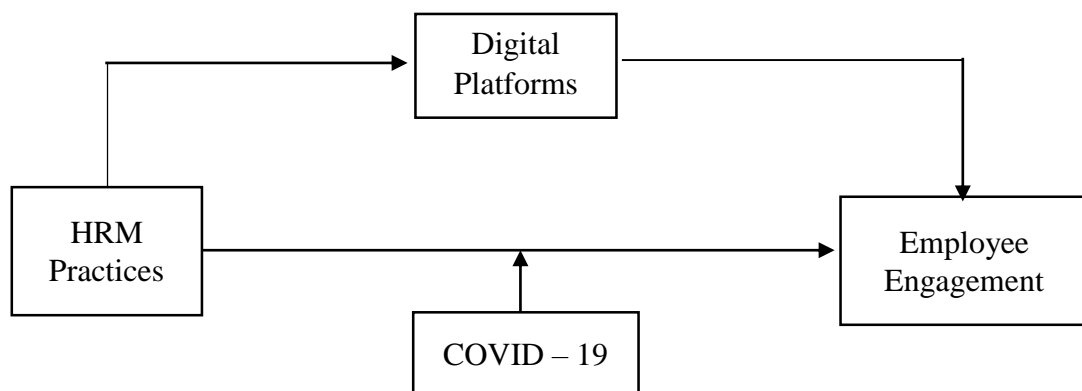 Digital
Platforms
HRM
Practices
Employee
Engagement
COVID – 19